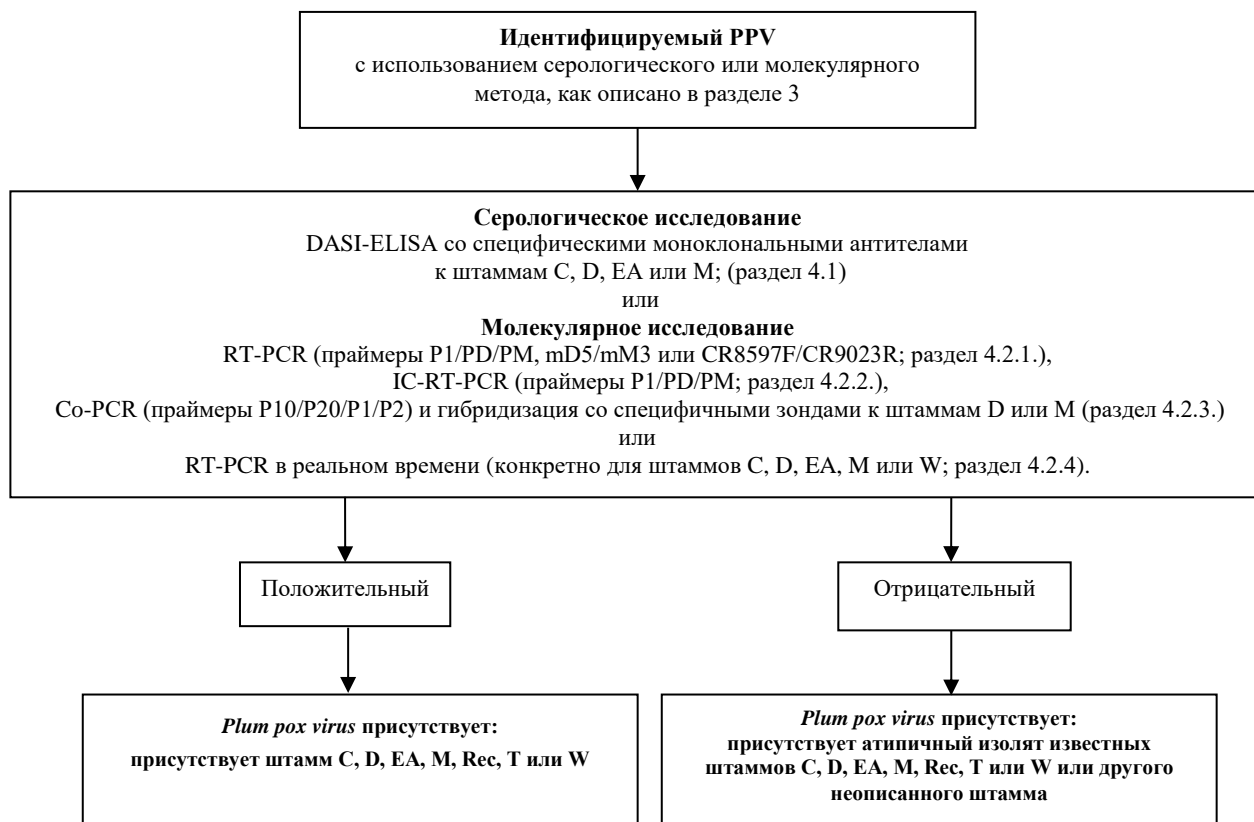 Идентифицируемый PPV
с использованием серологического или молекулярного
метода, как описано в разделе 3
Серологическое исследование
DASI-ELISA со специфическими моноклональными антителами
к штаммам C, D, EA или M; (раздел 4.1)
или
Молекулярное исследование
RT-PCR (праймеры P1/PD/PM, mD5/mM3 или CR8597F/CR9023R; раздел 4.2.1.),
IC-RT-PCR (праймеры P1/PD/PM; раздел 4.2.2.),
Co-PCR (праймеры P10/P20/P1/P2) и гибридизация со специфичными зондами к штаммам D или M (раздел 4.2.3.)
или
RT-PCR в реальном времени (конкретно для штаммов C, D, EA, M или W; раздел 4.2.4).
Положительный
Отрицательный
Plum pox virus присутствует:
присутствует штамм C, D, EA, M, Rec, T или W
Plum pox virus присутствует:
присутствует атипичный изолят известных
штаммов C, D, EA, M, Rec, T или W или другого
неописанного штамма